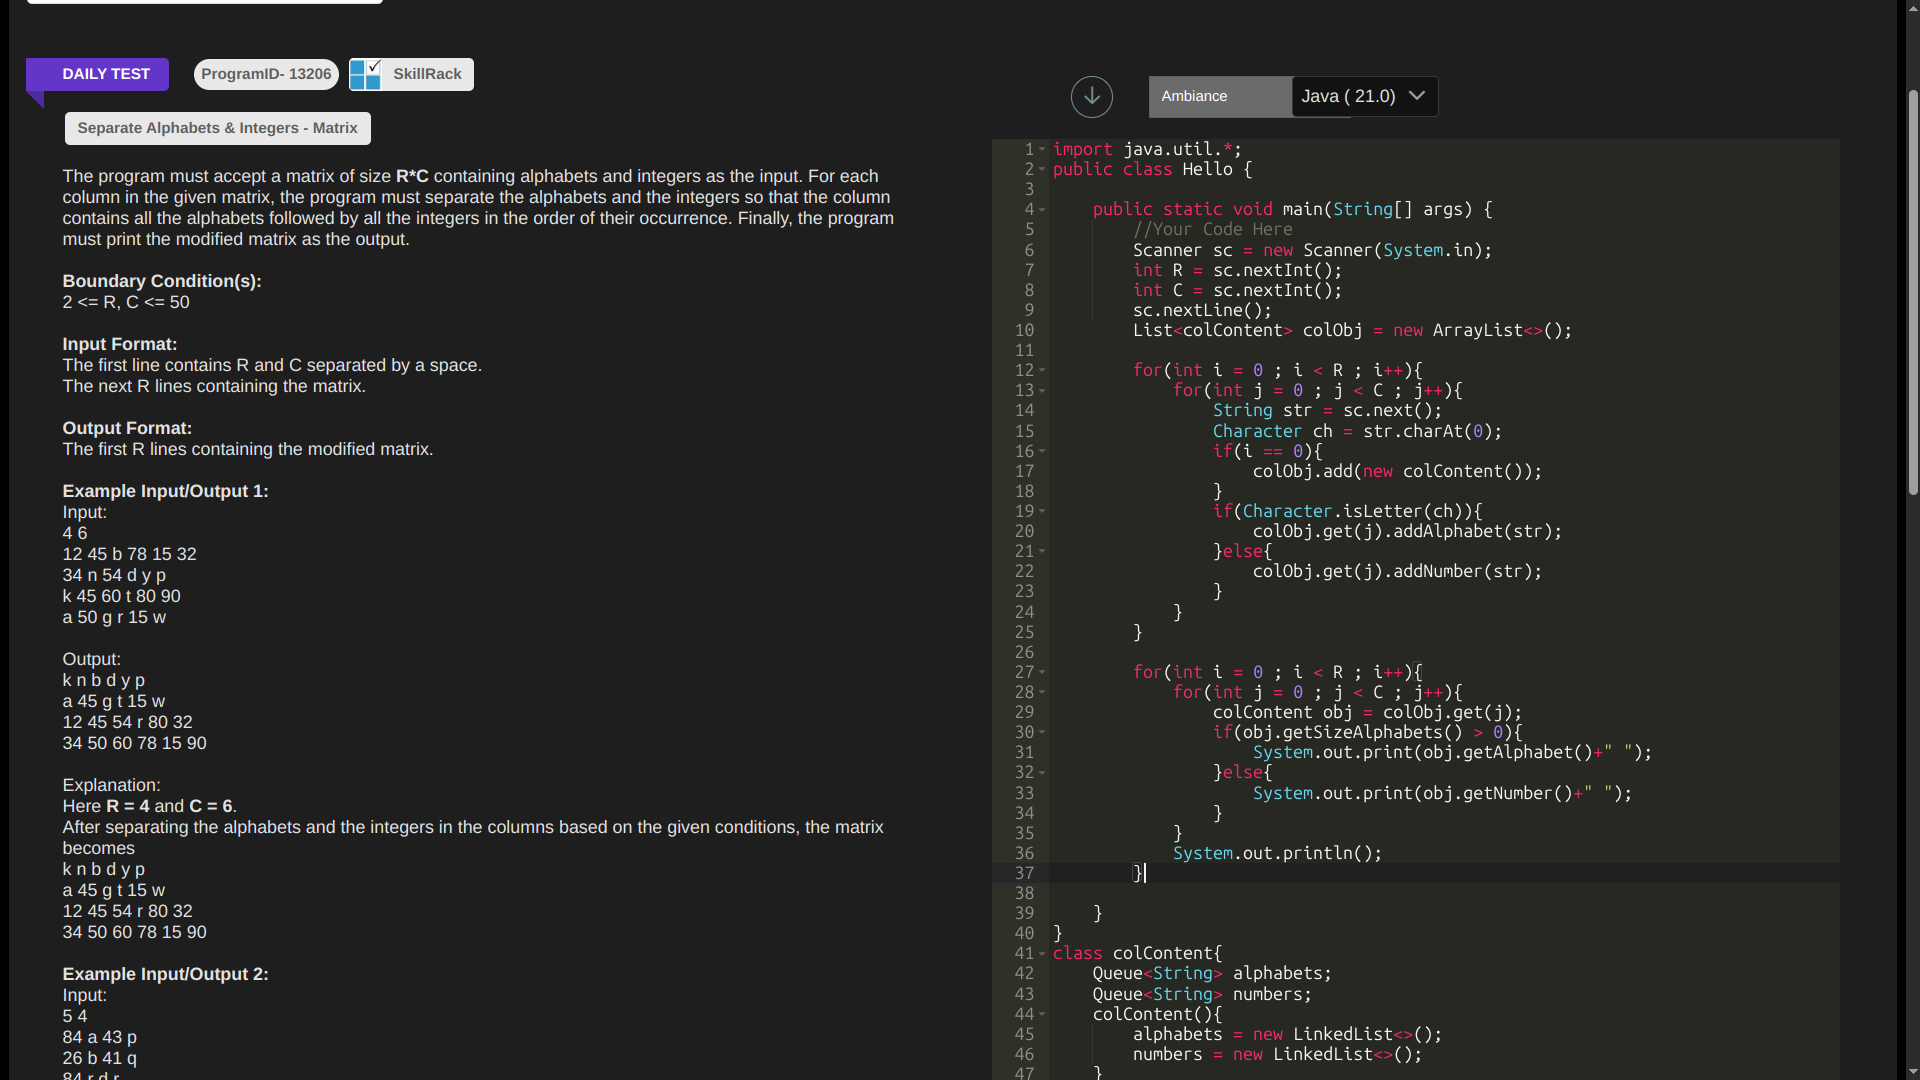 DAILY TEST
ProgramID- 13206
SkillRack
Separate Alphabets & Integers - Matrix
The program must accept a matrix of size R*C containing alphabets and integers as the input. For each
column in the given matrix, the program must separate the alphabets and the integers so that the column
contains all the alphabets followed by all the integers in the order of their occurrence. Finally, the program
must print the modified matrix as the output.
Boundary Condition(s):
2 <= R, C <= 50
Input Format:
The first line contains R and C separated by a space.
The next R lines containing the matrix.
Output Format:
The first R lines containing the modified matrix.
Example Input/Output 1:
Input:
4 6
12 45 b 78 15 32
34 n 54 d y p
k 45 60 t 80 90
a 50 g r 15 w
Output:
k n b d y p
a 45 g t 15 w
12 45 54 r 80 32
34 50 60 78 15 90
Explanation:
Here R = 4 and C = 6.
After separating the alphabets and the integers in the columns based on the given conditions, the matrix
becomes
k n b d y p
a 45 g t 15 w
12 45 54 r 80 32
34 50 60 78 15 90
Example Input/Output 2:
Input:
5 4
84 a 43 p
26 b 41 q
84 r d r
Ambiance
Java ( 21.0)
1 import java.util.*;
2 public class Hello {
3
4 public static void main(String[] args) {
5 //Your Code Here
6 Scanner sc = new Scanner(System.in);
7 int R = sc.nextInt();
8 int C = sc.nextInt();
9 sc.nextLine();
10 List<colContent> colObj = new ArrayList<>();
11
12 for(int i = 0 ; i < R ; i++){
13 for(int j = 0 ; j < C ; j++){
14 String str = sc.next();
15 Character ch = str.charAt(0);
16 if(i == 0){
17 colObj.add(new colContent());
18 }
19 if(Character.isLetter(ch)){
20 colObj.get(j).addAlphabet(str);
21 }else{
22 colObj.get(j).addNumber(str);
23 }
24 }
25 }
26
27 for(int i = 0 ; i < R ; i++){
28 for(int j = 0 ; j < C ; j++){
29 colContent obj = colObj.get(j);
30 if(obj.getSizeAlphabets() > 0){
31 System.out.print(obj.getAlphabet()+" ");
32 }else{
33 System.out.print(obj.getNumber()+" ");
34 }
35 }
36 System.out.println();
37 }
38
39 }
40 }
41 class colContent{
42 Queue<String> alphabets;
43 Queue<String> numbers;
44 colContent(){
45 alphabets = new LinkedList<>();
46 numbers = new LinkedList<>();
47 }